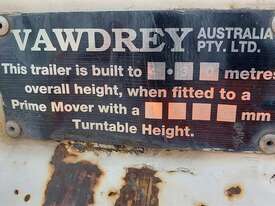 VAWDREY AUSTRALIA PTY. LTD.
This trailer is built to metres
overall height, when fitted to a
Prime Mover with a mm
Turntable Height.